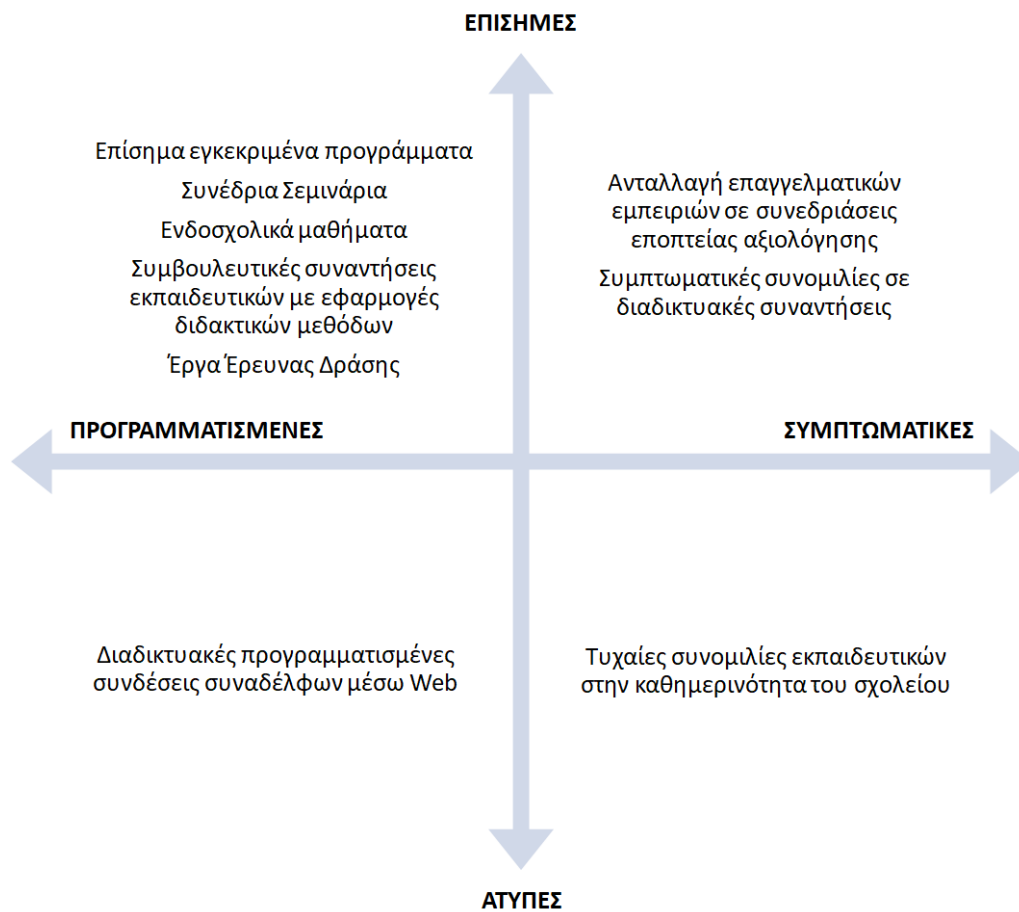 ΕΠΙΣΗΜΕΣ
Επίσημα εγκεκριμένα προγράμματα
Συνέδρια Σεμινάρια
Ενδοσχολικά μαθήματα
Συμβουλευτικές συναντήσεις
εκπαιδευτικών με εφαρμογές
διδακτικών μεθόδων
Έργα Έρευνας Δράσης
Ανταλλαγή επαγγελματικών
εμπειριών σε συνεδριάσεις
εποπτείας αξιολόγησης
Συμπτωματικές συνομιλίες σε
διαδικτυακές συναντήσεις
ΠΡΟΓΡΑΜΜΑΤΙΣΜΕΝΕΣ
ΣΥΜΠΤΩΜΑΤΙΚΕΣ
Διαδικτυακές προγραμματισμένες
συνδέσεις συναδέλφων μέσω Web
Τυχαίες συνομιλίες εκπαιδευτικών
στην καθημερινότητα του σχολείου
ΑΤΥΠΕΣ